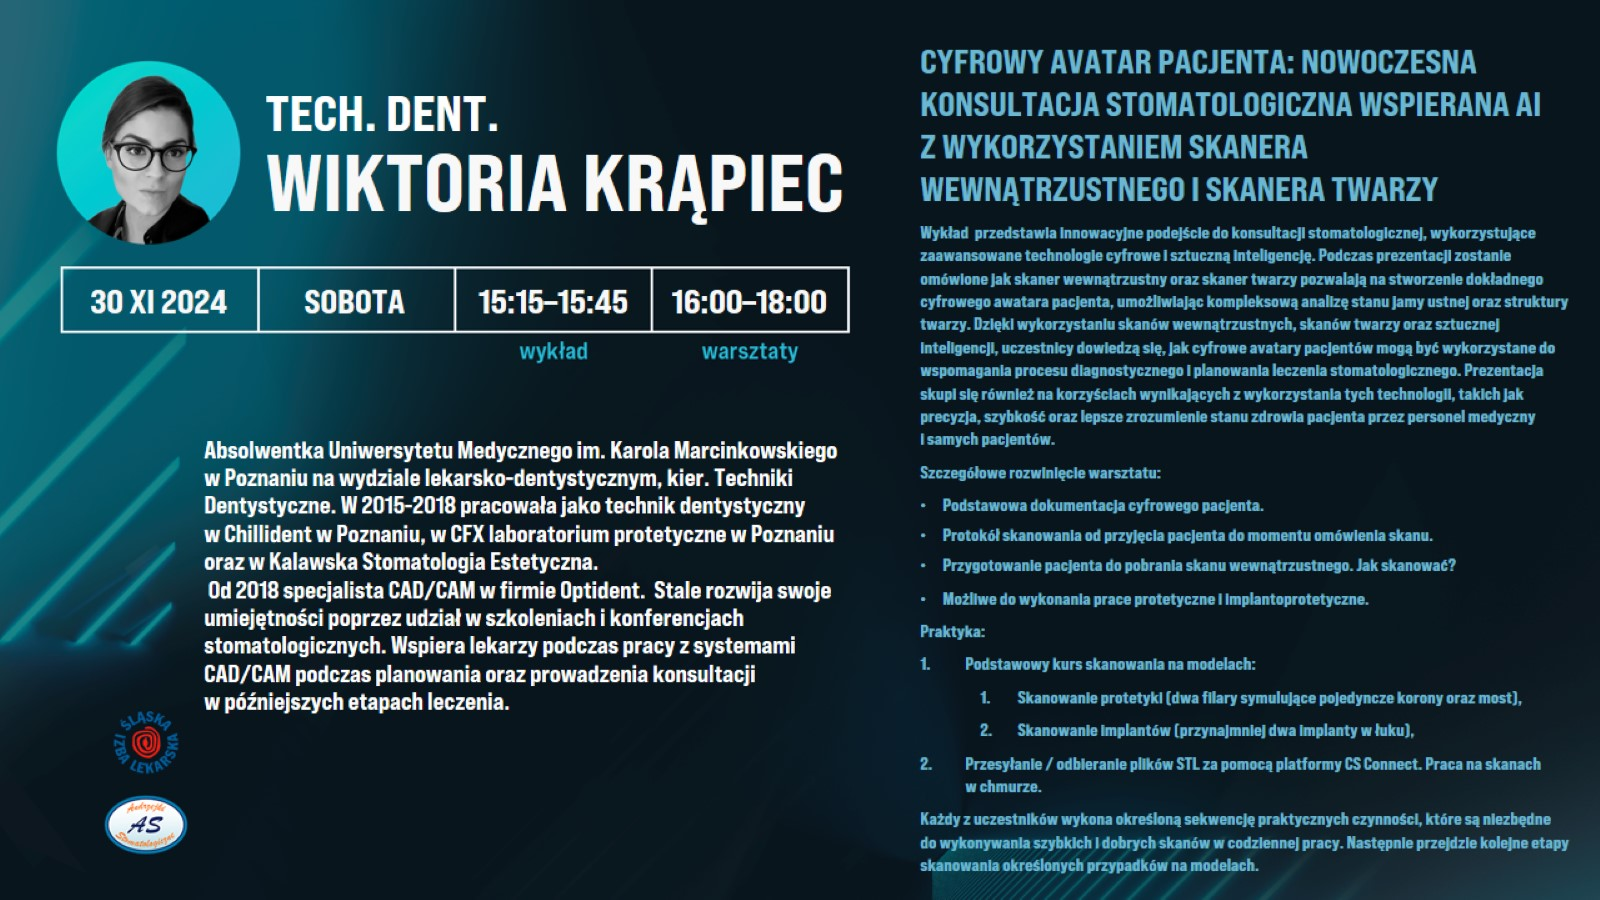 TECH. DENT.
WIKTORIA KRĄPIEC
30 XI 2024
SOBOTA
15:15–15:45
16:00–18:00
wykład
warsztaty
Absolwentka Uniwersytetu Medycznego im. Karola Marcinkowskiego
w Poznaniu na wydziale lekarsko-dentystycznym, kier. Techniki
Dentystyczne. W 2015-2018 pracowała jako technik dentystyczny
w Chillident w Poznaniu, w CFX laboratorium protetyczne w Poznaniu
oraz w Kalawska Stomatologia Estetyczna.
Od 2018 specjalista CAD/CAM w firmie Optident. Stale rozwija swoje
umiejętności poprzez udział w szkoleniach i konferencjach
stomatologicznych. Wspiera lekarzy podczas pracy z systemami
CAD/CAM podczas planowania oraz prowadzenia konsultacji
w późniejszych etapach leczenia.
ŚLĄSKA
IZBA LEKARSKA
Andrzejki
AS
Stomatologiczne
CYFROWY AVATAR PACJENTA: NOWOCZESNA
KONSULTACJA STOMATOLOGICZNA WSPIERANA AI
Z WYKORZYSTANIEM SKANERA
WEWNĄTRZUSTNEGO I SKANERA TWARZY
Wykład przedstawia innowacyjne podejście do konsultacji stomatologicznej, wykorzystujące
zaawansowane technologie cyfrowe i sztuczną inteligencję. Podczas prezentacji zostanie
omówione jak skaner wewnątrzustny oraz skaner twarzy pozwalają na stworzenie dokładnego
cyfrowego awatara pacjenta, umożliwiając kompleksową analizę stanu jamy ustnej oraz struktury
twarzy. Dzięki wykorzystaniu skanów wewnątrzustnych, skanów twarzy oraz sztucznej
inteligencji, uczestnicy dowiedzą się, jak cyfrowe avatary pacjentów mogą być wykorzystane do
wspomagania procesu diagnostycznego i planowania leczenia stomatologicznego. Prezentacja
skupi się również na korzyściach wynikających z wykorzystania tych technologii, takich jak
precyzja, szybkość oraz lepsze zrozumienie stanu zdrowia pacjenta przez personel medyczny
i samych pacjentów.
Szczegółowe rozwinięcie warsztatu:
• Podstawowa dokumentacja cyfrowego pacjenta.
• Protokół skanowania od przyjęcia pacjenta do momentu omówienia skanu.
• Przygotowanie pacjenta do pobrania skanu wewnątrzustnego. Jak skanować?
• Możliwe do wykonania prace protetyczne i implantoprotetyczne.
Praktyka:
1. Podstawowy kurs skanowania na modelach:
1. Skanowanie protetyki (dwa filary symulujące pojedyncze korony oraz most),
2. Skanowanie implantów (przynajmniej dwa implanty w łuku),
2. Przesyłanie / odbieranie plików STL za pomocą platformy CS Connect. Praca na skanach
w chmurze.
Każdy z uczestników wykona określoną sekwencję praktycznych czynności, które są niezbędne
do wykonywania szybkich i dobrych skanów w codziennej pracy. Następnie przejdzie kolejne etapy
skanowania określonych przypadków na modelach.